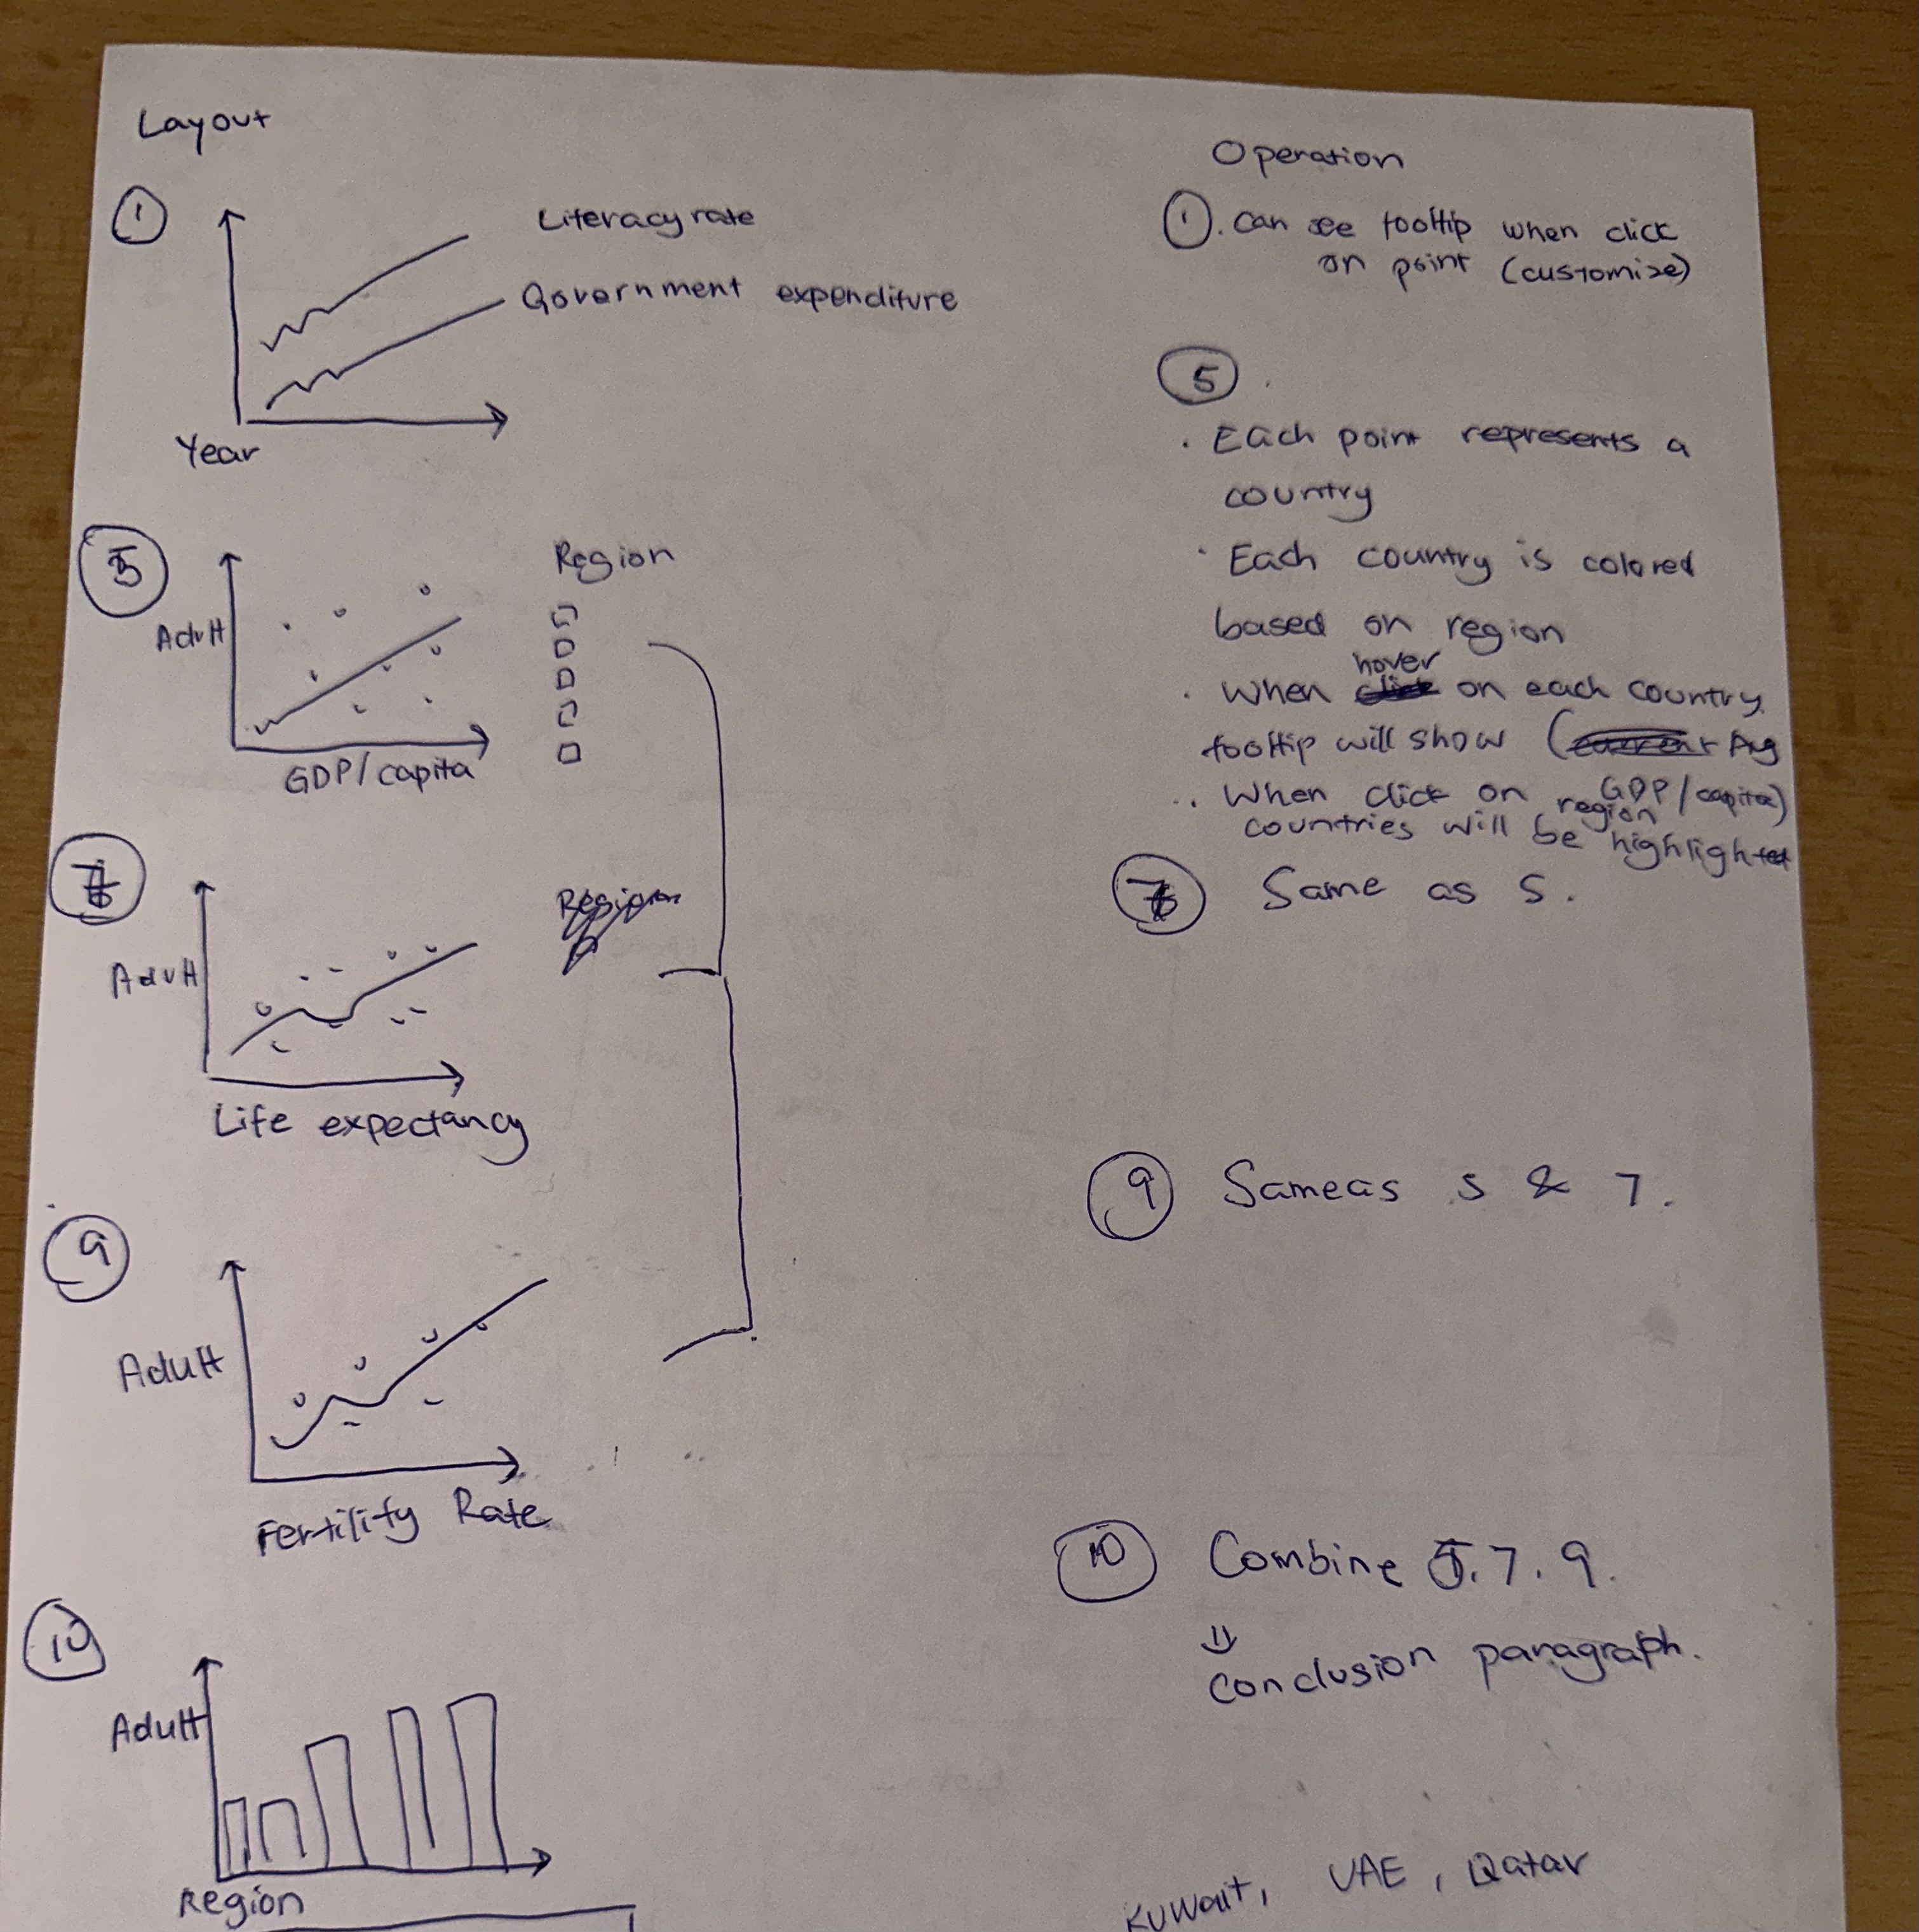 Layout
① Literacy rate
Government expenditure
Year
⑤ Region
Adult
GDP/capita
⑦
Adult
Region
Life expectancy
⑨
Adult
Fertility Rate
⑩
Adult
Region
Operation
①. can see tooltip when click
on point (customize)
⑤.
· Each point represents a
country
· Each country is colored
based on region
hover
· When click on each country
tooltip will show (current Avg
GDP/capita)
· When click on region
countries will be highlighted
⑦ Same as 5.
⑨ Same as 5 & 7.
⑩ Combine 5.7.9.
⇓
Conclusion paragraph.
Kuwait, UAE, Qatar